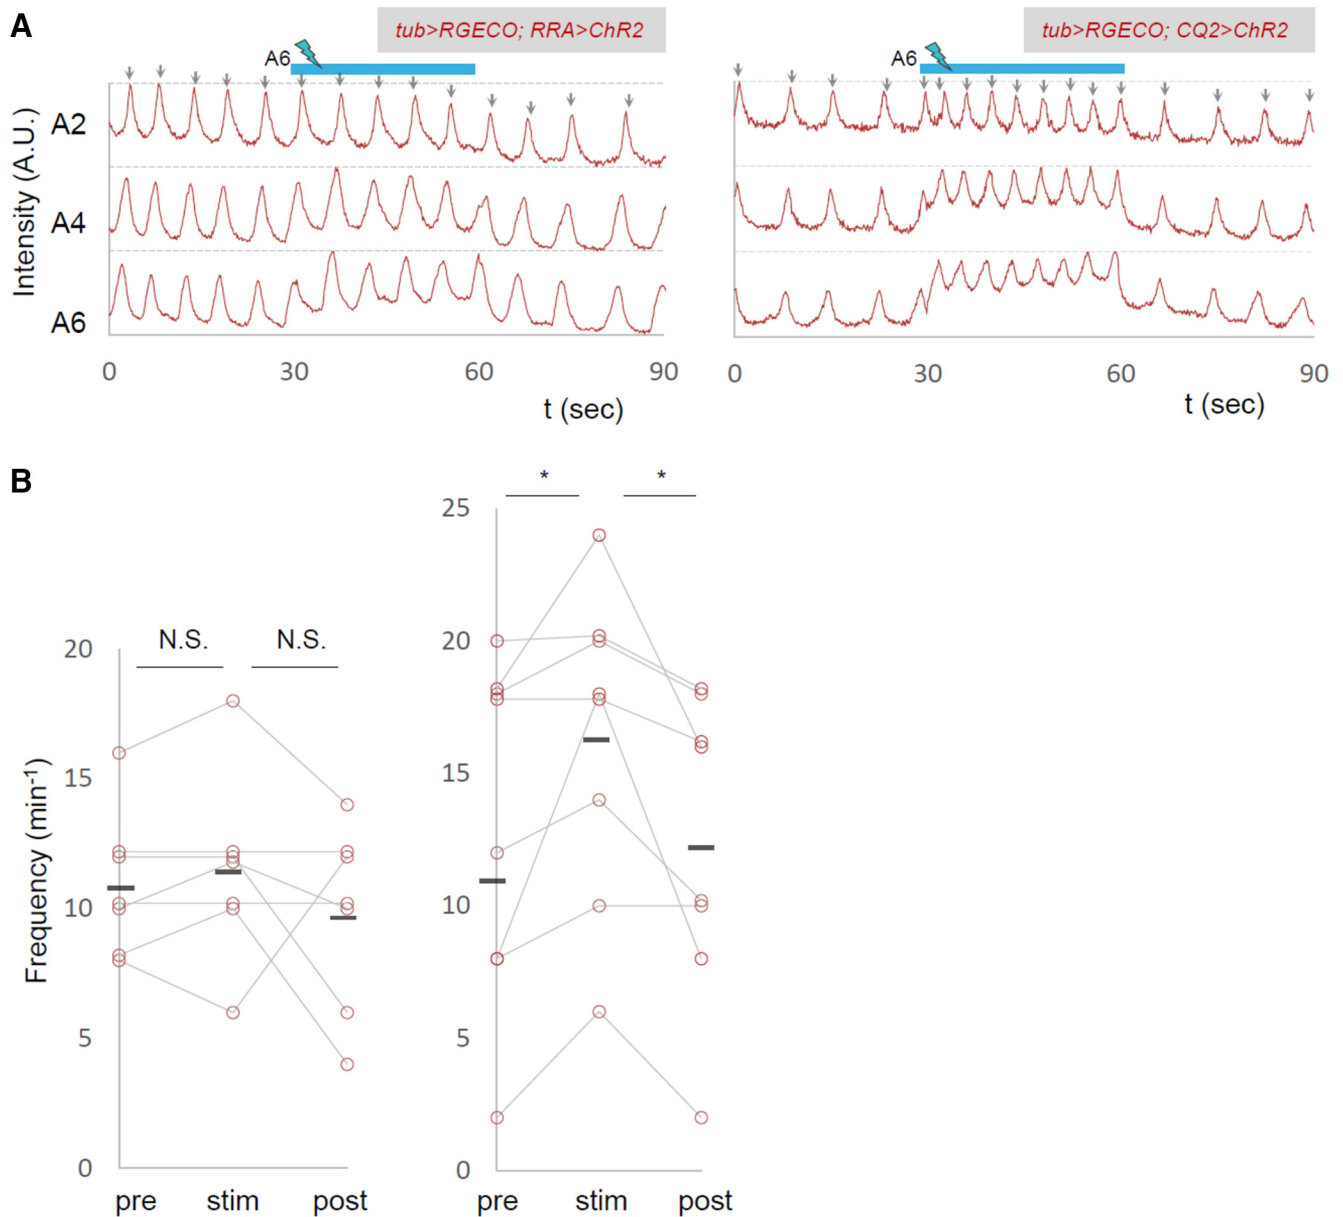 A
tub>RGECO; RRA>ChR2
tub>RGECO; CQ2>ChR2
A6
A6
Intensity (A.U.)
A2
A4
A6
0 30 60 90
t (sec)
0 30 60 90
t (sec)
B
Frequency (min-1)
N.S. N.S.
20
15
10
5
0
pre stim post
* *
25
20
15
10
5
0
pre stim post